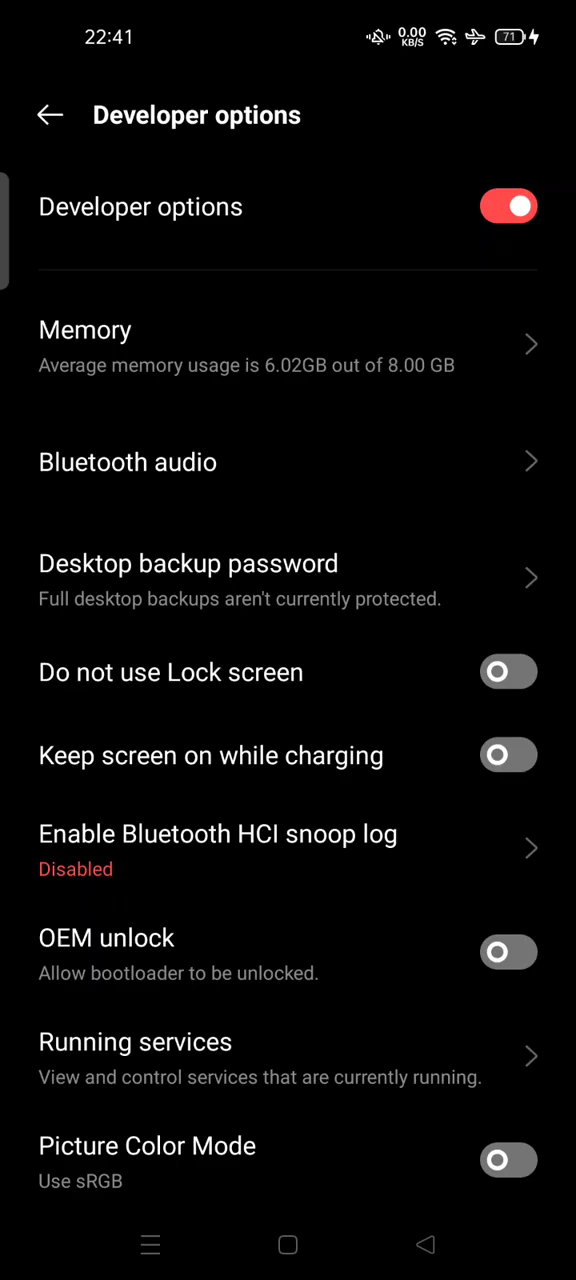 22:41
0.00
KB/S
71
Developer options
Developer options
Memory
Average memory usage is 6.02GB out of 8.00 GB
Bluetooth audio
Desktop backup password
Full desktop backups aren't currently protected.
Do not use Lock screen
Keep screen on while charging
Enable Bluetooth HCI snoop log
Disabled
OEM unlock
Allow bootloader to be unlocked.
Running services
View and control services that are currently running.
Picture Color Mode
Use sRGB